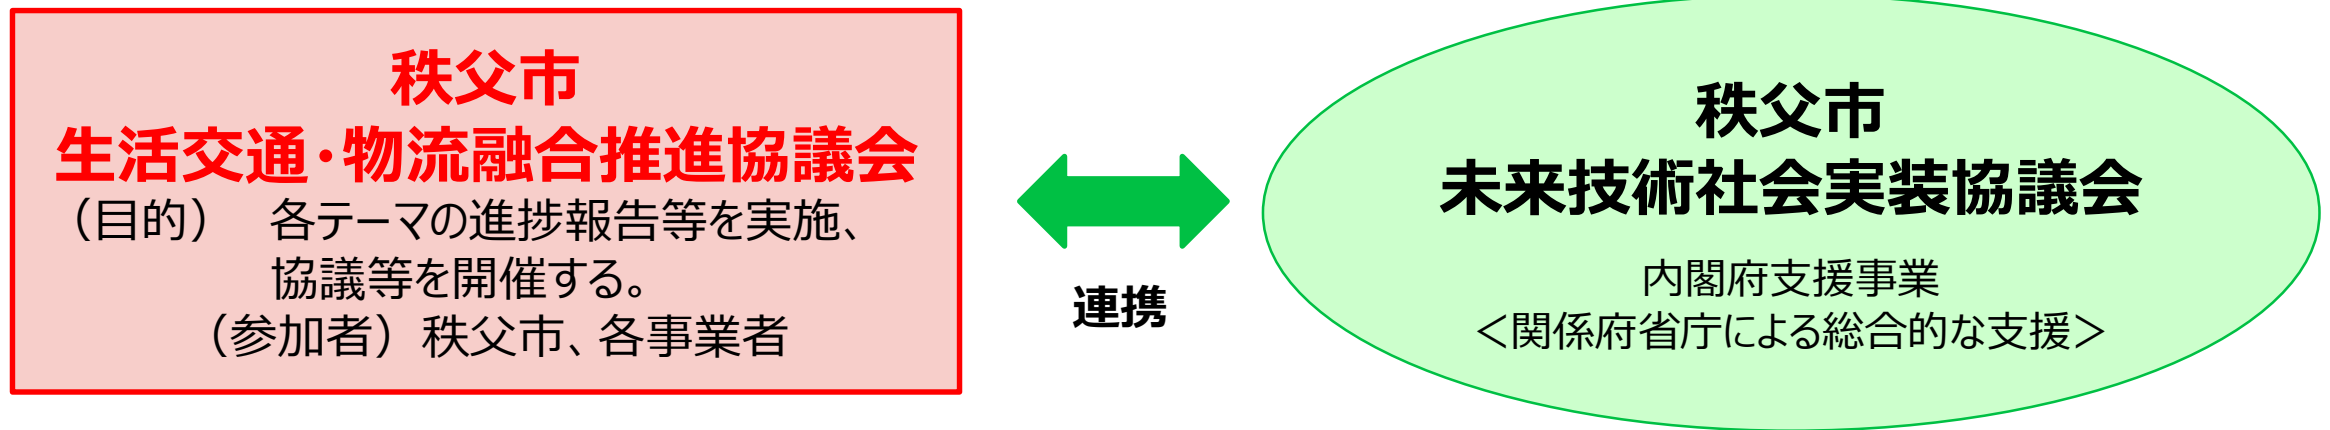 秩父市
生活交通・物流融合推進協議会
（目的）　各テーマの進捗報告等を実施、
協議等を開催する。
（参加者）秩父市、各事業者
連携
秩父市
未来技術社会実装協議会
内閣府支援事業
＜関係府省庁による総合的な支援＞